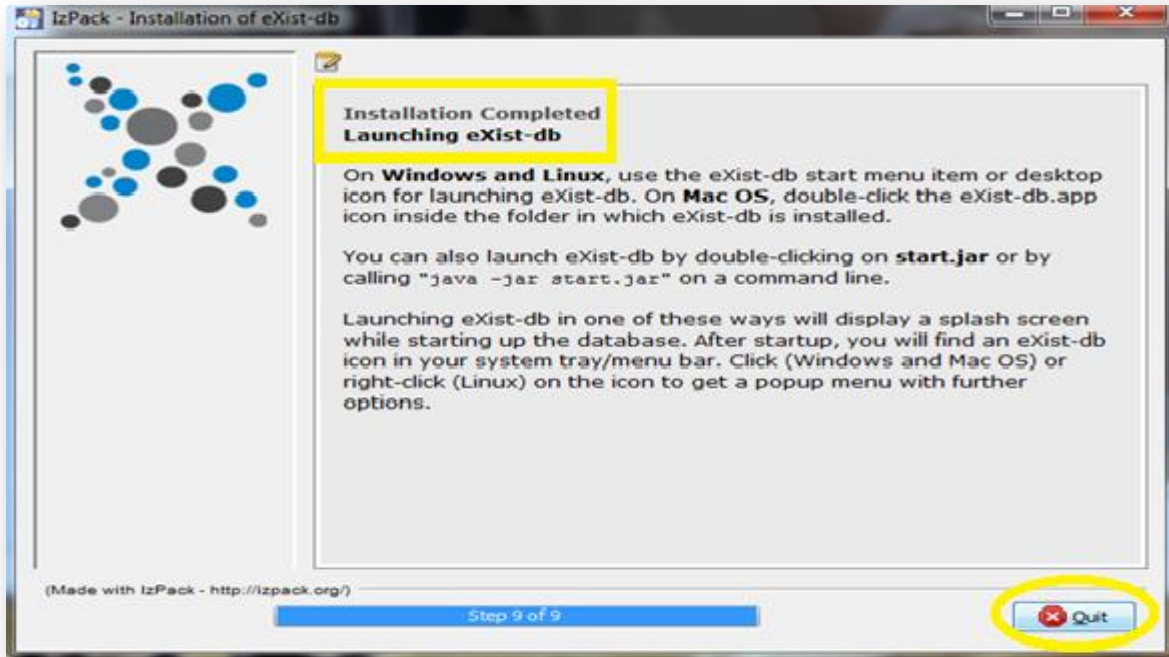 IzPack - Installation of eXist-db
Installation Completed
Launching eXist-db
On Windows and Linux, use the eXist-db start menu item or desktop
icon for launching eXist-db. On Mac OS, double-click the eXist-db.app
icon inside the folder in which eXist-db is installed.
You can also launch eXist-db by double-clicking on start.jar or by
calling "java -jar start.jar" on a command line.
Launching eXist-db in one of these ways will display a splash screen
while starting up the database. After startup, you will find an eXist-db
icon in your system tray/menu bar. Click (Windows and Mac OS) or
right-click (Linux) on the icon to get a popup menu with further
options.
(Made with IzPack - http://izpack.org/)
Step 9 of 9
Quit